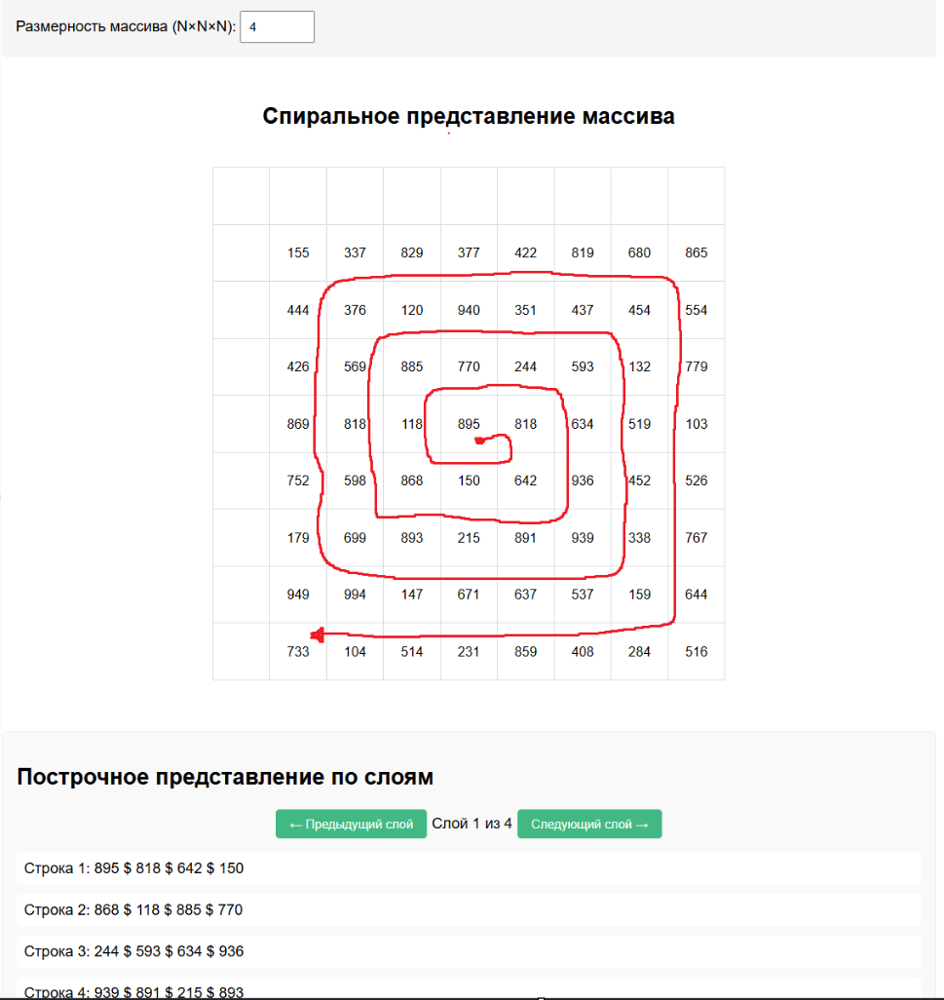 Размерность массива (N×N×N): 4
Спиральное представление массива
155 337 829 377 422 819 680 865
444 376 120 940 351 437 454 554
426 569 885 770 244 593 132 779
869 818 118 895 818 634 519 103
752 598 868 150 642 936 452 526
179 699 893 215 891 939 338 767
949 994 147 671 637 537 159 644
733 104 514 231 859 408 284 516
Построчное представление по слоям
← Предыдущий слой Слой 1 из 4 Следующий слой →
Строка 1: 895 $ 818 $ 642 $ 150
Строка 2: 868 $ 118 $ 885 $ 770
Строка 3: 244 $ 593 $ 634 $ 936
Строка 4: 939 $ 891 $ 215 $ 893